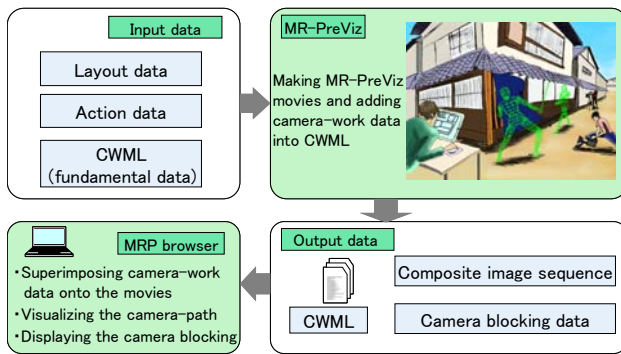 Input data
Layout data
Action data
CWML
(fundamental data)
MR-PreViz
Making MR-PreViz
movies and adding
camera-work data
into CWML
Output data
CWML
Composite image sequence
Camera blocking data
MRP browser
・Superimposing camera-work
data onto the movies
・Visualizing the camera-path
・Displaying the camera blocking